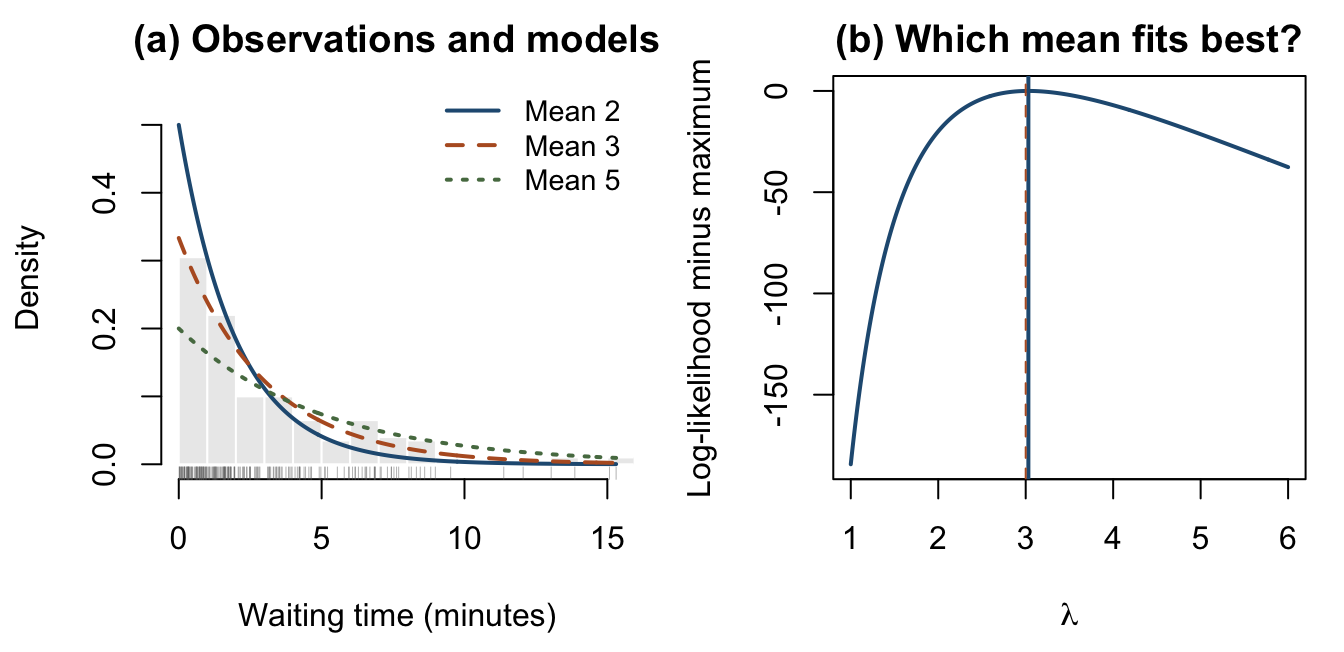 (a) Observations and models
Density
0.0
0.2
0.4
Mean 2
Mean 3
Mean 5
0 5 10 15
Waiting time (minutes)
(b) Which mean fits best?
Log-likelihood minus maximum
0
-50
-100
-150
1 2 3 4 5 6
λ